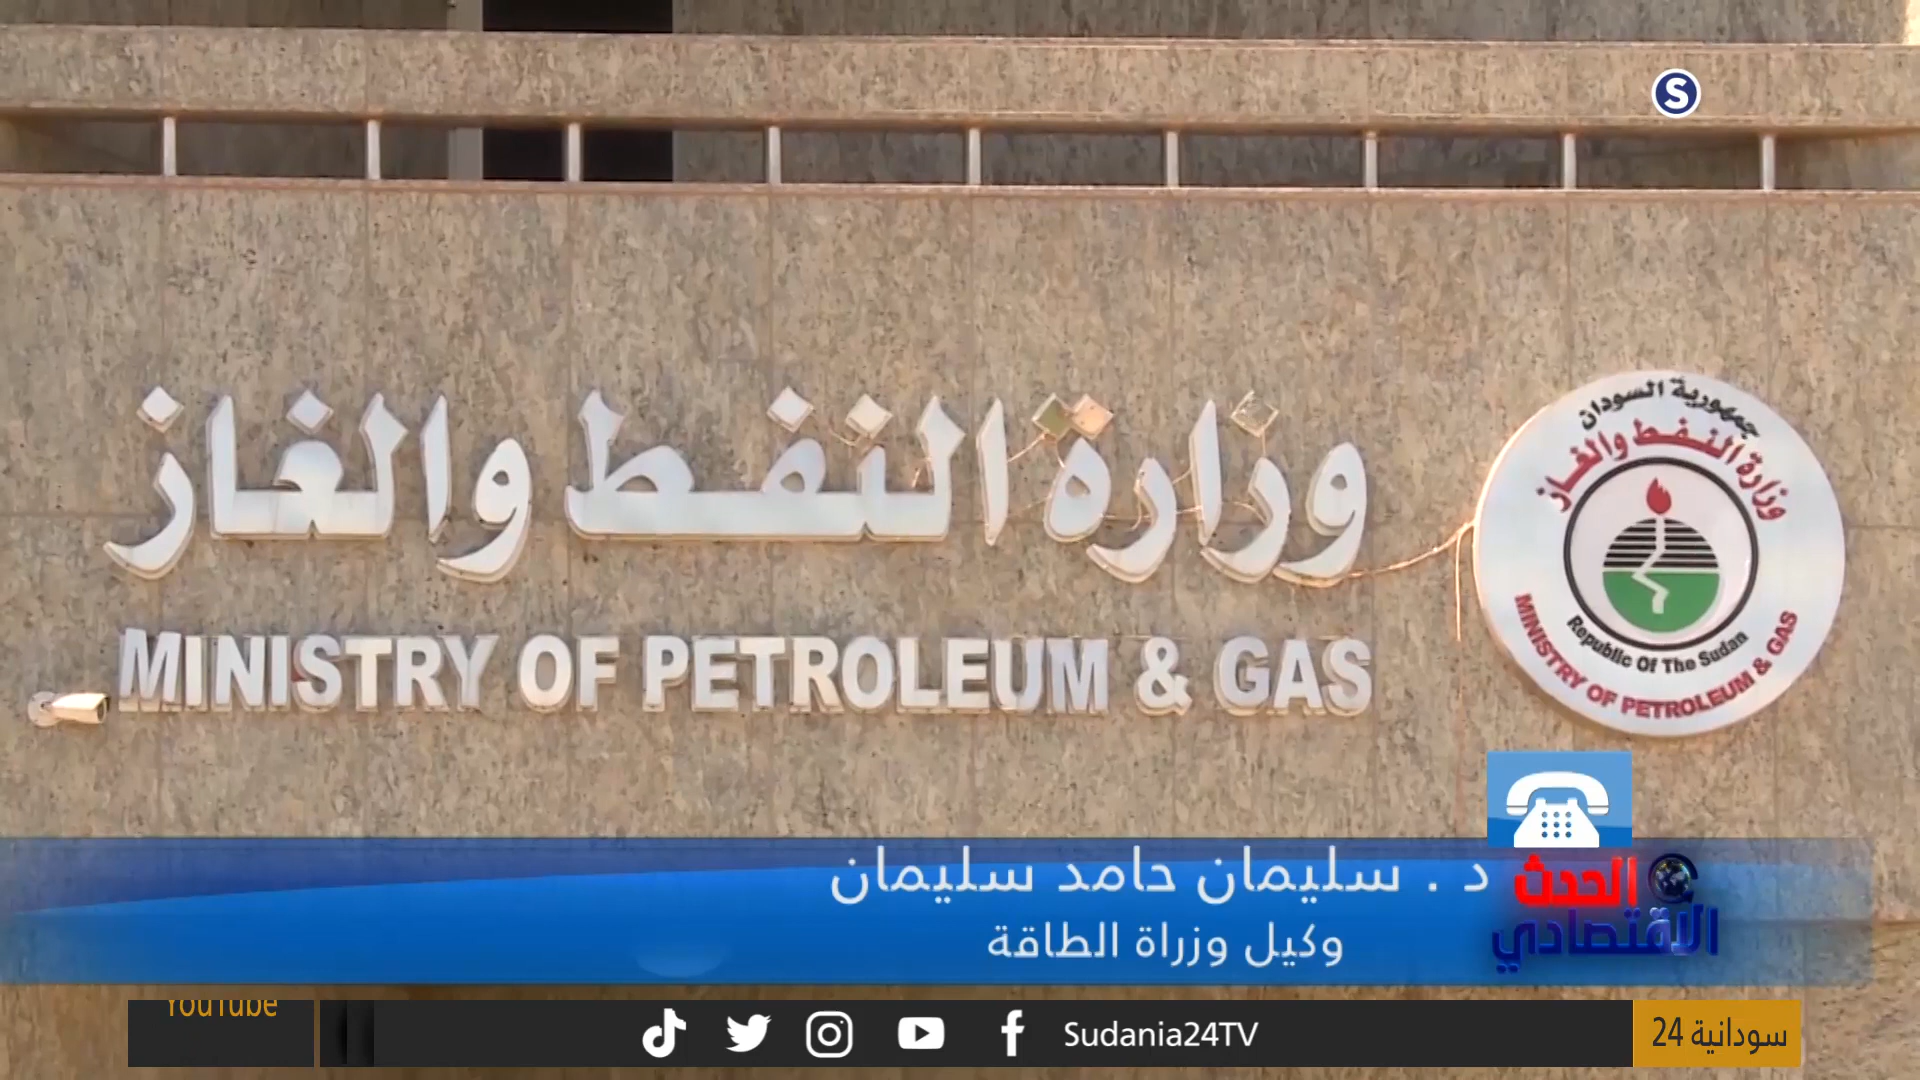 S
وزارة النفط والغاز
MINISTRY OF PETROLEUM & GAS
جمهورية السودان
وزارة النفط والغاز
Republic Of The Sudan
MINISTRY OF PETROLEUM & GAS
د . سليمان حامد سليمان
وكيل وزراة الطاقة
الحدث
الاقتصادي
YouTube
Sudania24TV
سودانية 24